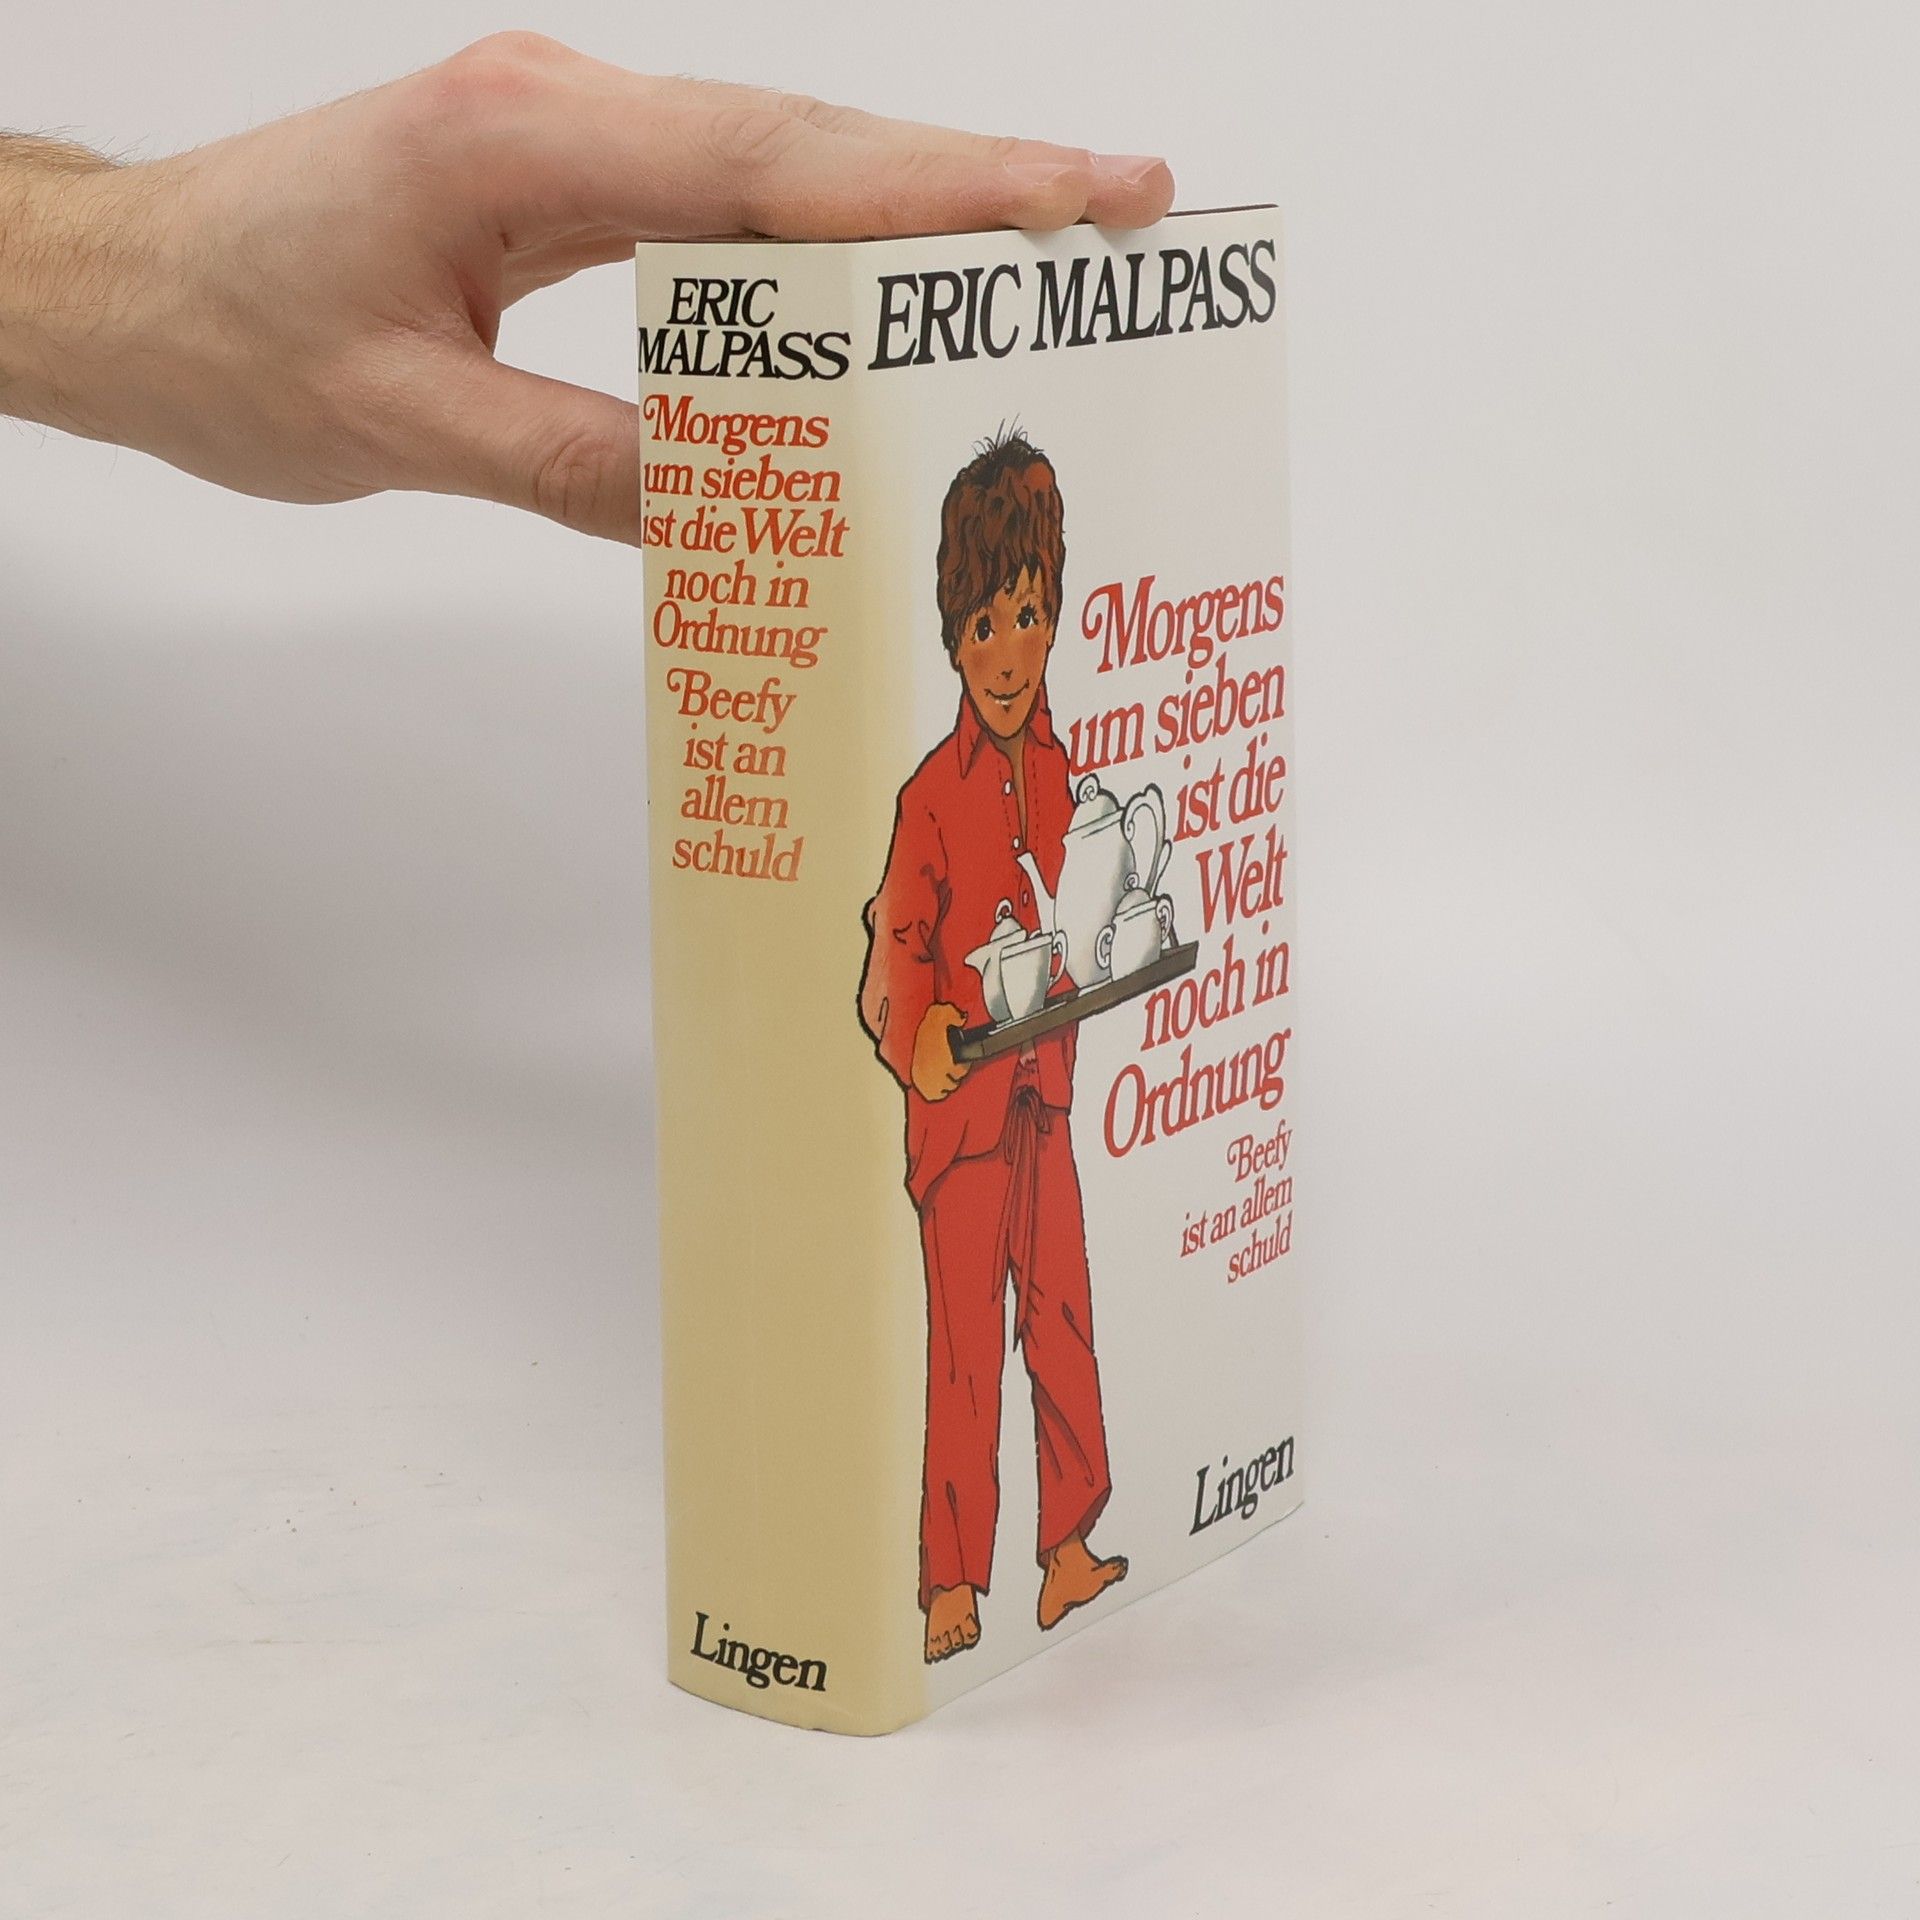 ERIC
MALPASS
Morgens
um sieben
ist die Welt
noch in
Ordnung
Beefy
ist an
allem
schuld
Lingen
ERIC MALPASS
Morgens
um sieben
ist die
Welt
noch in
Ordnung
Beefy
ist an allem
schuld
Lingen